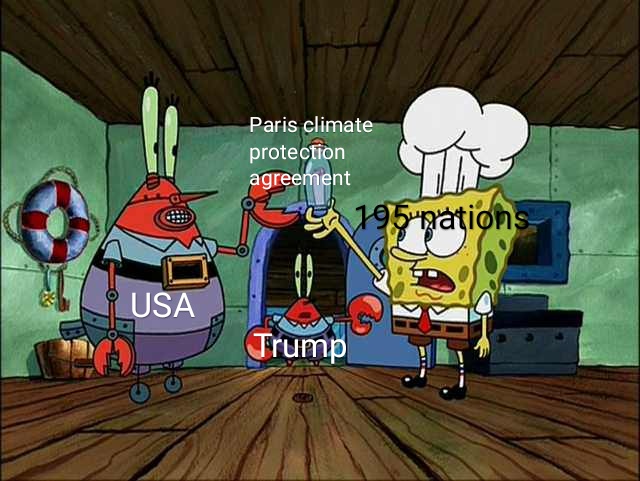 Paris climate
protection
agreement
195 nations
USA
Trump